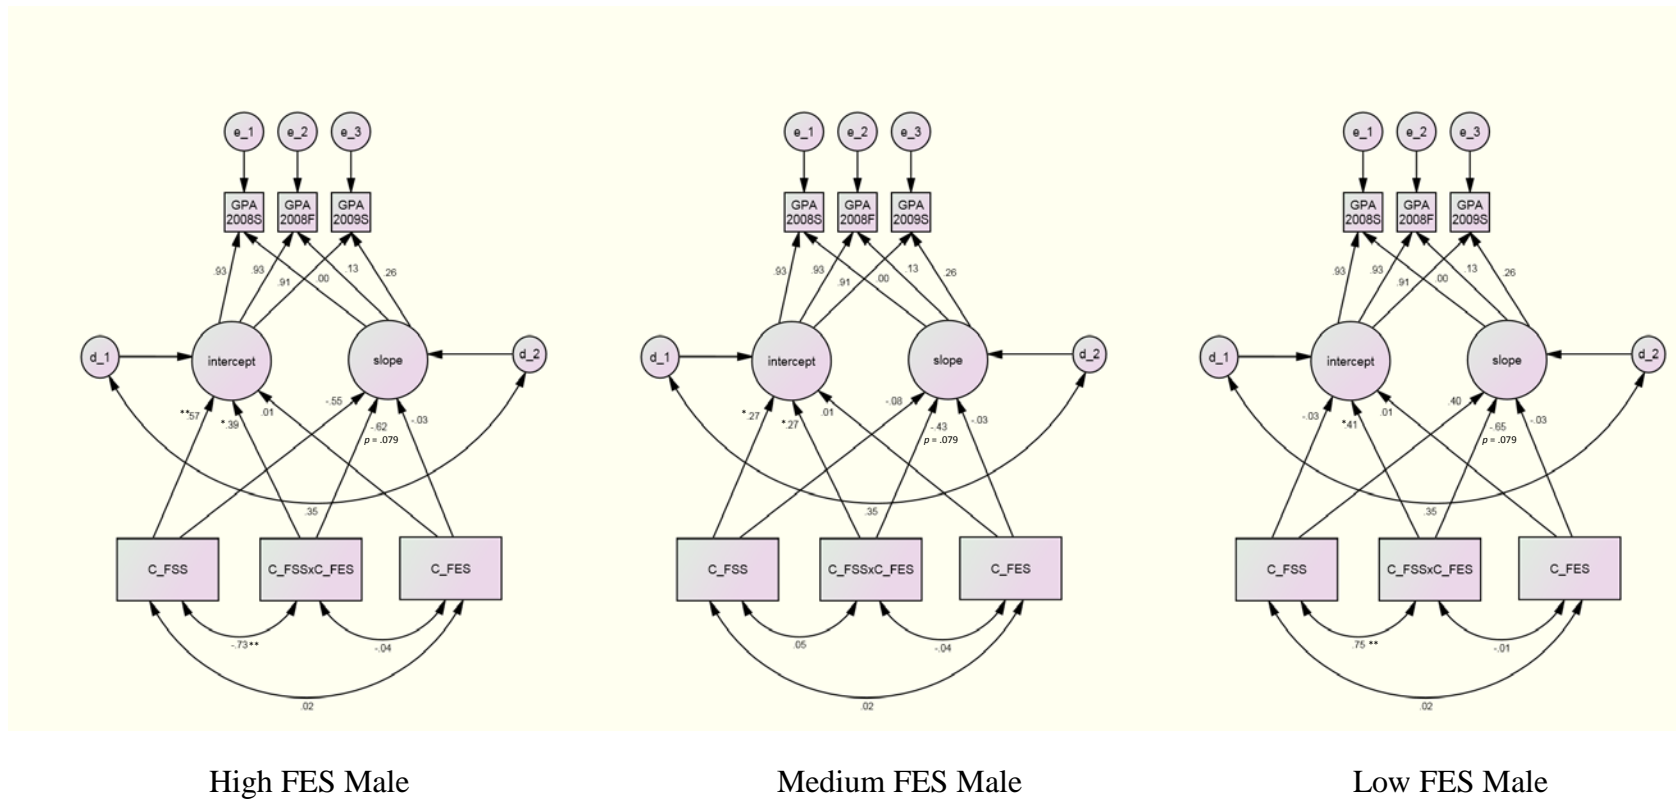 e_1 e_2 e_3
GPA 2008S
GPA 2008F
GPA 2009S
.93 .93 .91 .00 .13 .26
d_1 intercept slope d_2
**.57 *.39 .01 -.55 -.62 -.03
p = .079
.35
C_FSS C_FSSxC_FES C_FES
-.73** -.04
.02
High FES Male
e_1 e_2 e_3
GPA 2008S
GPA 2008F
GPA 2009S
.93 .93 .91 .00 .13 .26
d_1 intercept slope d_2
*.27 *.27 .01 -.08 -.43 -.03
p = .079
.35
C_FSS C_FSSxC_FES C_FES
.05 -.04
.02
Medium FES Male
e_1 e_2 e_3
GPA 2008S
GPA 2008F
GPA 2009S
.93 .93 .91 .00 .13 .26
d_1 intercept slope d_2
-.03 *.41 .01 .40 -.65 -.03
p = .079
.35
C_FSS C_FSSxC_FES C_FES
.75 ** -.01
.02
Low FES Male